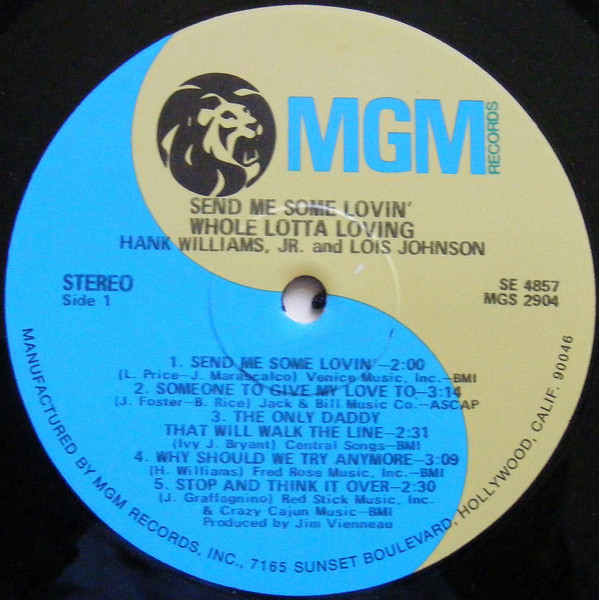 MGM
RECORDS
SEND ME SOME LOVIN'
WHOLE LOTTA LOVING
HANK WILLIAMS, JR. and LOIS JOHNSON
STEREO
Side 1
SE 4857
MGS 2904
1. SEND ME SOME LOVIN'—2:00
(L. Price–J. Marascalco) Venice Music, Inc.—BMI
2. SOMEONE TO GIVE MY LOVE TO—3:14
(J. Foster–B. Rice) Jack & Bill Music Co.—ASCAP
3. THE ONLY DADDY
THAT WILL WALK THE LINE—2:31
(Ivy J. Bryant) Central Songs—BMI
4. WHY SHOULD WE TRY ANYMORE—3:09
(H. Williams) Fred Rose Music, Inc.—BMI
5. STOP AND THINK IT OVER—2:30
(J. Graffagnino) Red Stick Music, Inc.
& Crazy Cajun Music—BMI
Produced by Jim Vienneau
MANUFACTURED BY MGM RECORDS, INC., 7165 SUNSET BOULEVARD, HOLLYWOOD, CALIF. 90046